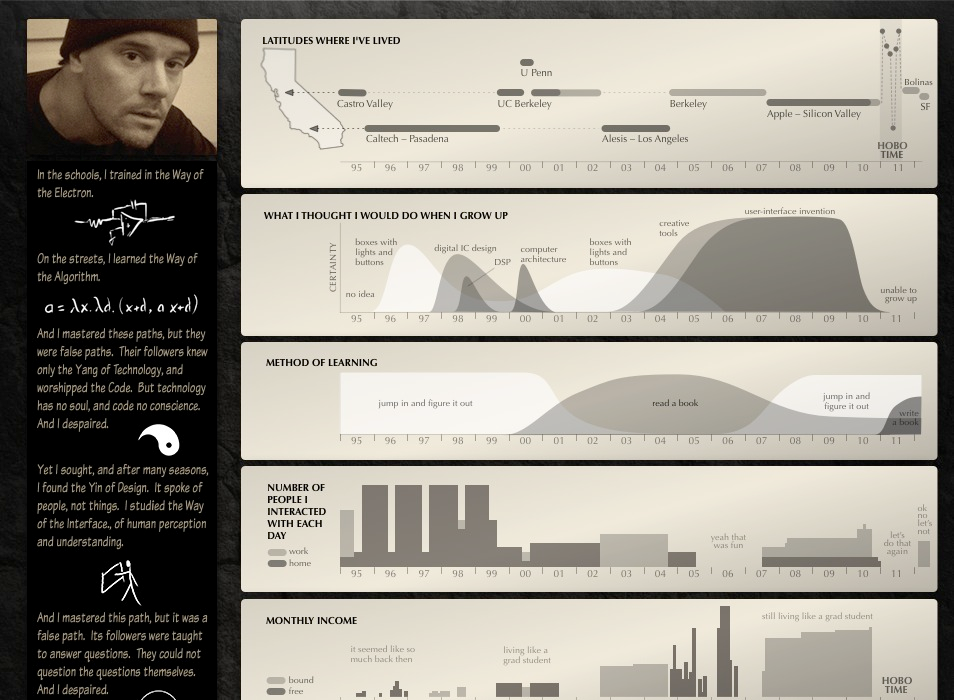 In the schools, I trained in the Way of
the Electron.
On the streets, I learned the Way of
the Algorithm.
a = λx.λd.(x+d, a x+d)
And I mastered these paths, but they
were false paths. Their followers knew
only the Yang of Technology, and
worshipped the Code. But technology
has no soul, and code no conscience.
And I despaired.
Yet I sought, and after many seasons,
I found the Yin of Design. It spoke of
people, not things. I studied the Way
of the Interface., of human perception
and understanding.
And I mastered this path, but it was a
false path. Its followers were taught
to answer questions. They could not
question the questions themselves.
And I despaired.
LATITUDES WHERE I'VE LIVED
U Penn
Castro Valley
UC Berkeley
Berkeley
Bolinas
SF
Apple – Silicon Valley
Caltech – Pasadena
Alesis – Los Angeles
HOBO
TIME
95 96 97 98 99 00 01 02 03 04 05 06 07 08 09 10 11
WHAT I THOUGHT I WOULD DO WHEN I GROW UP
CERTAINTY
no idea
boxes with
lights and
buttons
digital IC design
DSP
computer
architecture
boxes with
lights and
buttons
creative
tools
user-interface invention
unable to
grow up
95 96 97 98 99 00 01 02 03 04 05 06 07 08 09 10 11
METHOD OF LEARNING
jump in and figure it out
read a book
jump in and
figure it out
write
a book
95 96 97 98 99 00 01 02 03 04 05 06 07 08 09 10 11
NUMBER OF
PEOPLE I
INTERACTED
WITH EACH
DAY
work
home
yeah that
was fun
let's
do that
again
ok
no
let's
not
95 96 97 98 99 00 01 02 03 04 05 06 07 08 09 10 11
MONTHLY INCOME
bound
free
it seemed like so
much back then
living like a
grad student
still living like a grad student
HOBO
TIME